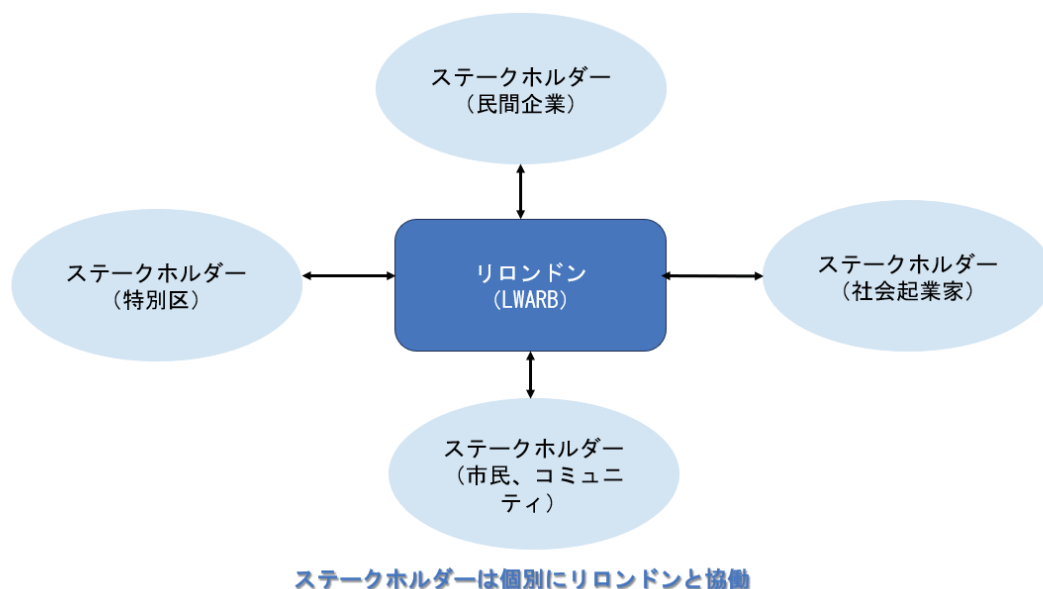 ステークホルダー
（民間企業）
ステークホルダー
（特別区）
リロンドン
（LWARB）
ステークホルダー
（社会起業家）
ステークホルダー
（市民、コミュニ
ティ）
ステークホルダーは個別にリロンドンと協働